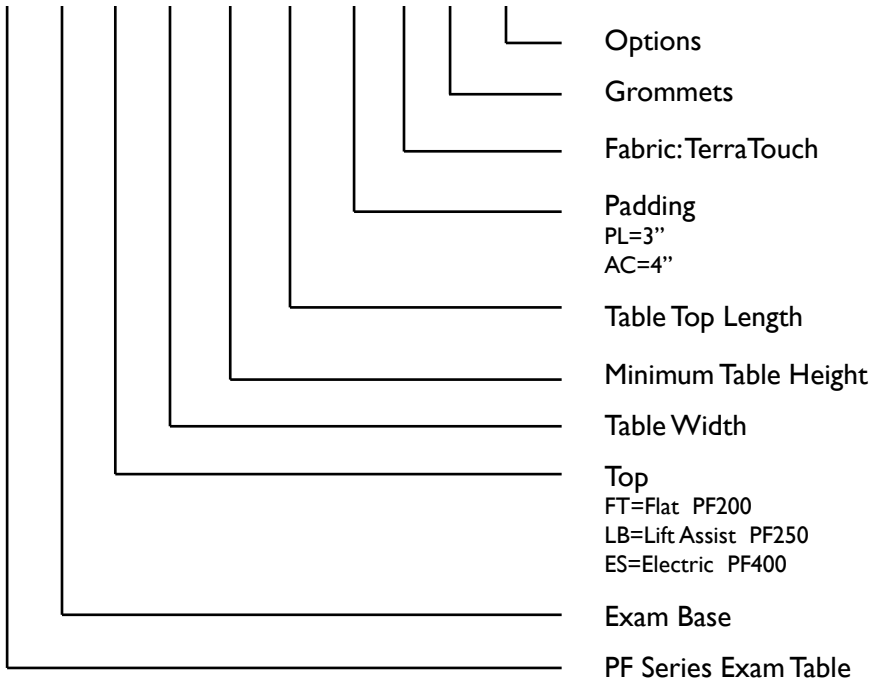 Options
Grommets
Fabric: TerraTouch
Padding
PL=3”
AC=4”
Table Top Length
Minimum Table Height
Table Width
Top
FT=Flat PF200
LB=Lift Assist PF250
ES=Electric PF400
Exam Base
PF Series Exam Table